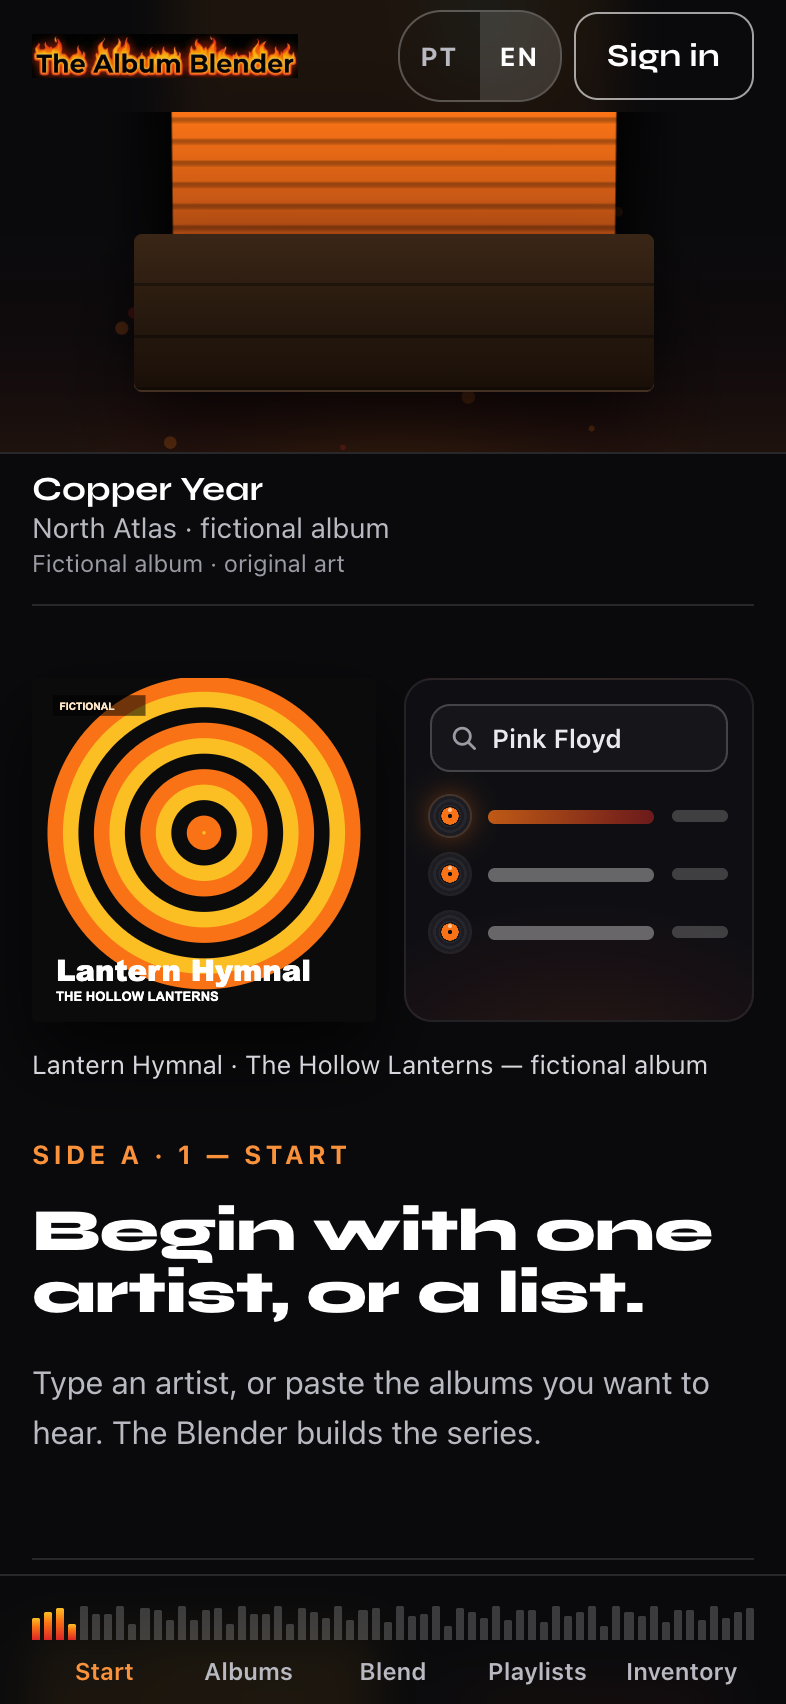 The Album Blender
PT
EN
Sign in
Copper Year
North Atlas · fictional album
Fictional album · original art
FICTIONAL
Lantern Hymnal
THE HOLLOW LANTERNS
Pink Floyd
Lantern Hymnal · The Hollow Lanterns — fictional album
SIDE A · 1 — START
Begin with one
artist, or a list.
Type an artist, or paste the albums you want to
hear. The Blender builds the series.
Start
Albums
Blend
Playlists
Inventory